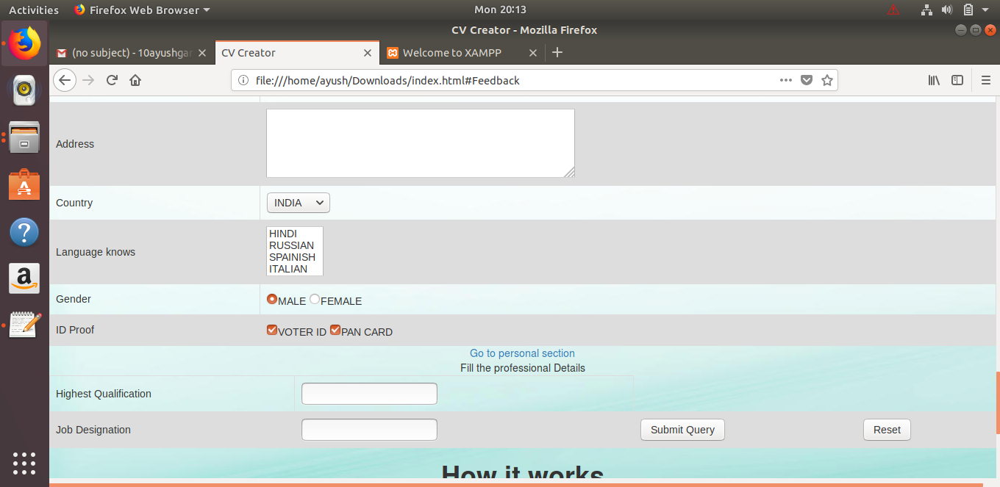 Activities Firefox Web Browser Mon 20:13
CV Creator - Mozilla Firefox
(no subject) - 10ayushgar CV Creator Welcome to XAMPP
file:///home/ayush/Downloads/index.html#Feedback
Address
Country INDIA
Language knows
HINDI
RUSSIAN
SPAINISH
ITALIAN
Gender MALE FEMALE
ID Proof VOTER ID PAN CARD
Go to personal section
Fill the professional Details
Highest Qualification
Job Designation Submit Query Reset
How it works